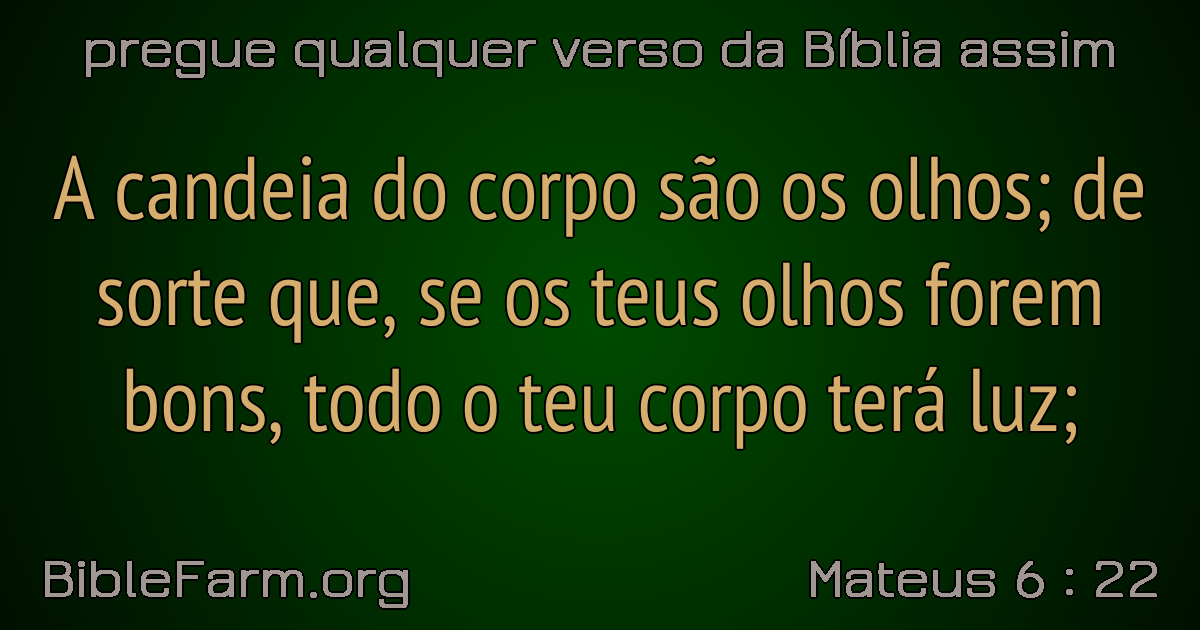 pregue qualquer verso da Bíblia assim
A candeia do corpo são os olhos; de
sorte que, se os teus olhos forem
bons, todo o teu corpo terá luz;
BibleFarm.org
Mateus 6 : 22